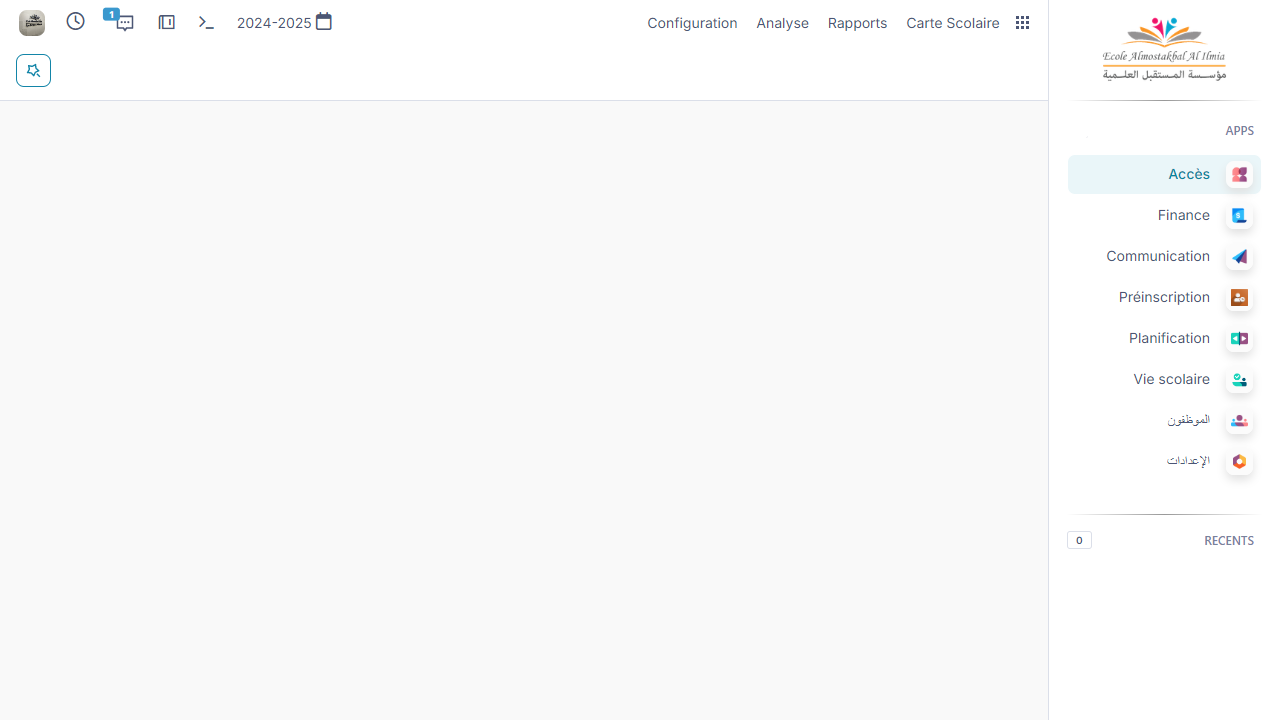 1
2024-2025
Configuration
Analyse
Rapports
Carte Scolaire
Ecole Almostakbal Al Ilmia
مؤسسة المستقبل العلمية
APPS
Accès
Finance
Communication
Préinscription
Planification
Vie scolaire
الموظفون
الإعدادات
0
RECENTS